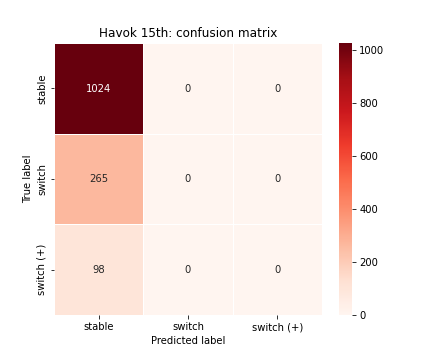 Havok 15th: confusion matrix
stable
switch
switch (+)
True label
1024 0 0
265 0 0
98 0 0
stable switch switch (+)
Predicted label
1000
800
600
400
200
0